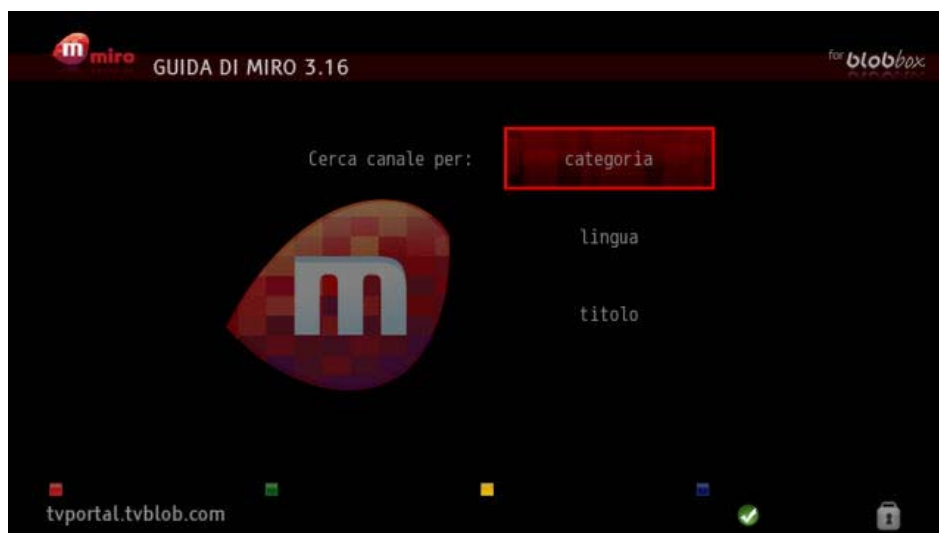 m miro
GUIDA DI MIRO 3.16
for blobbox
Cerca canale per:
categoria
lingua
m
titolo
tvportal.tvblob.com